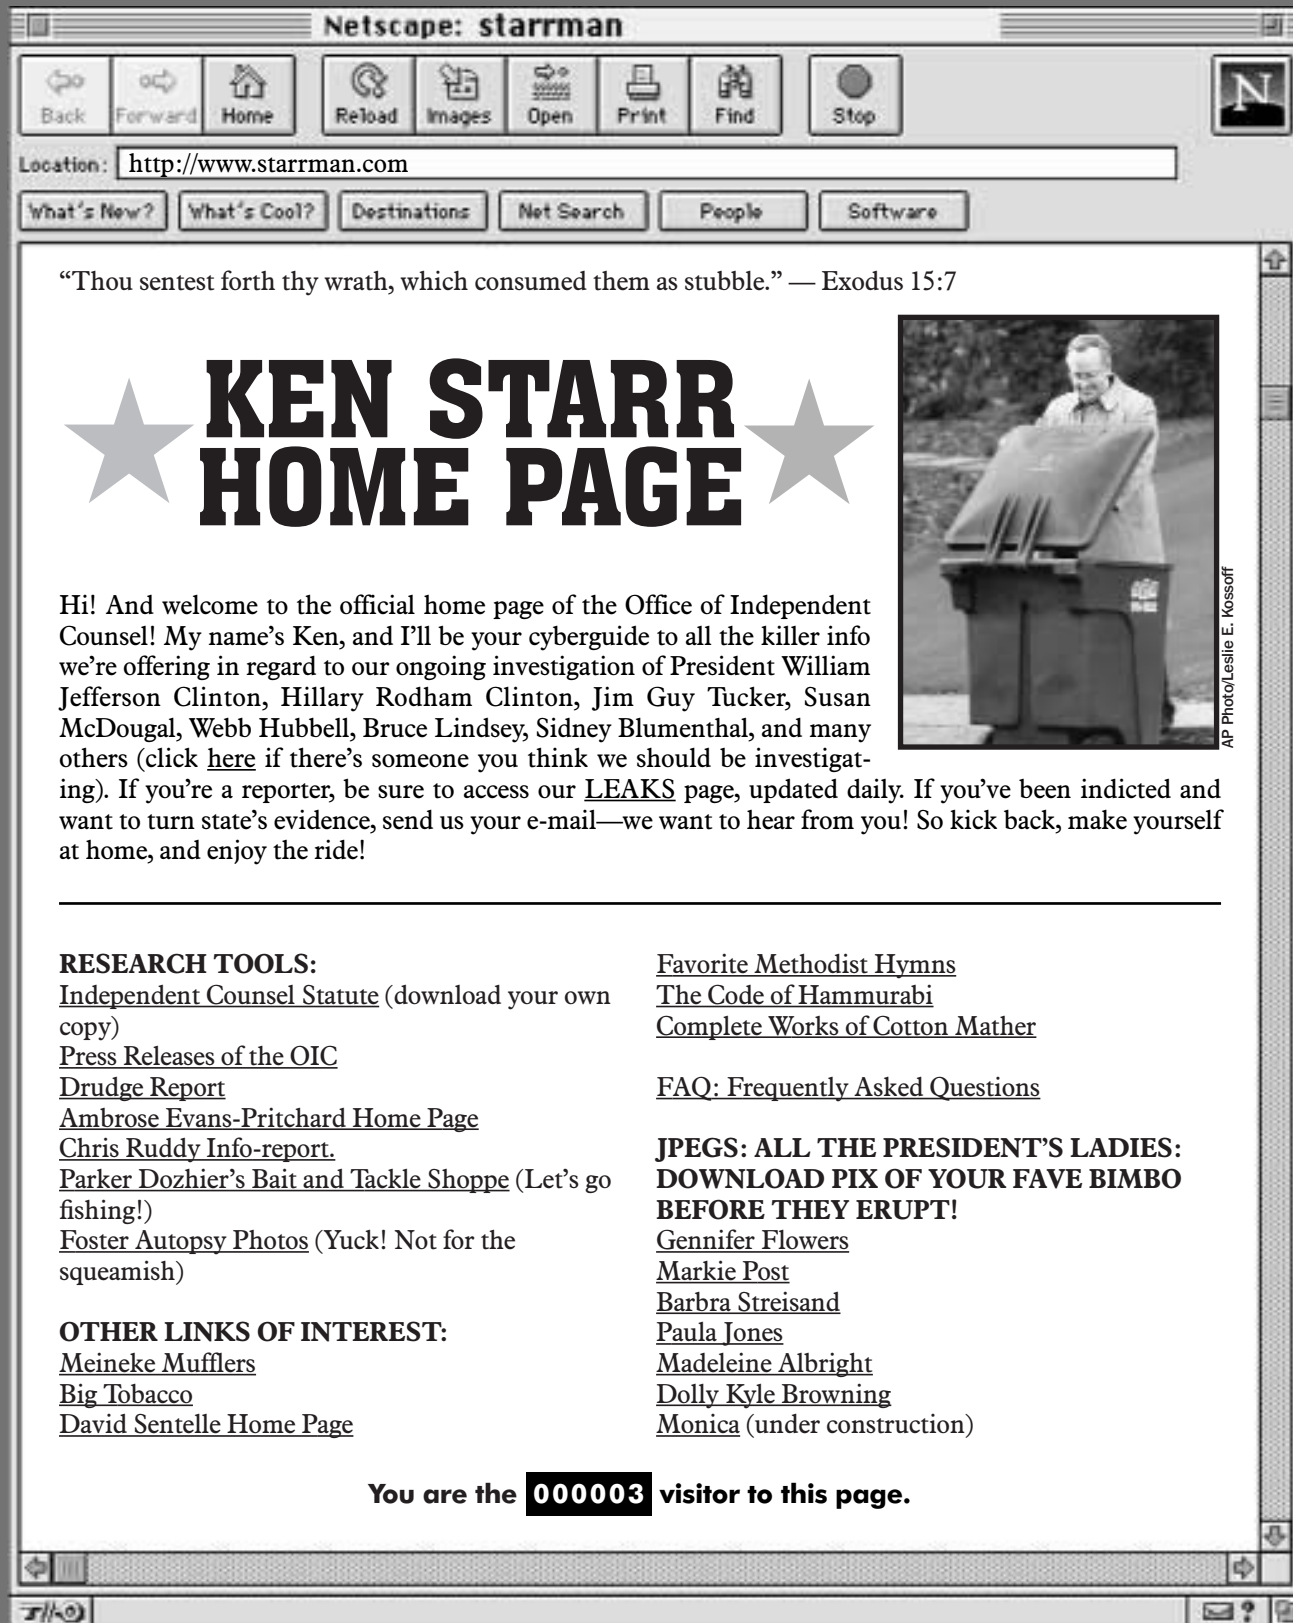 Netscape: starrman
Back Forward Home Reload Images Open Print Find Stop
N
Location: http://www.starrman.com
What's New? What's Cool? Destinations Net Search People Software
“Thou sentest forth thy wrath, which consumed them as stubble.” — Exodus 15:7
KEN STARR
HOME PAGE
AP Photo/Leslie E. Kossoff
Hi! And welcome to the official home page of the Office of Independent
Counsel! My name’s Ken, and I’ll be your cyberguide to all the killer info
we’re offering in regard to our ongoing investigation of President William
Jefferson Clinton, Hillary Rodham Clinton, Jim Guy Tucker, Susan
McDougal, Webb Hubbell, Bruce Lindsey, Sidney Blumenthal, and many
others (click here if there’s someone you think we should be investigat-
ing). If you’re a reporter, be sure to access our LEAKS page, updated daily. If you’ve been indicted and
want to turn state’s evidence, send us your e-mail—we want to hear from you! So kick back, make yourself
at home, and enjoy the ride!
RESEARCH TOOLS:
Independent Counsel Statute (download your own
copy)
Press Releases of the OIC
Drudge Report
Ambrose Evans-Pritchard Home Page
Chris Ruddy Info-report.
Parker Dozhier’s Bait and Tackle Shoppe (Let’s go
fishing!)
Foster Autopsy Photos (Yuck! Not for the
squeamish)
OTHER LINKS OF INTEREST:
Meineke Mufflers
Big Tobacco
David Sentelle Home Page
Favorite Methodist Hymns
The Code of Hammurabi
Complete Works of Cotton Mather
FAQ: Frequently Asked Questions
JPEGS: ALL THE PRESIDENT’S LADIES:
DOWNLOAD PIX OF YOUR FAVE BIMBO
BEFORE THEY ERUPT!
Gennifer Flowers
Markie Post
Barbra Streisand
Paula Jones
Madeleine Albright
Dolly Kyle Browning
Monica (under construction)
You are the 000003 visitor to this page.
?